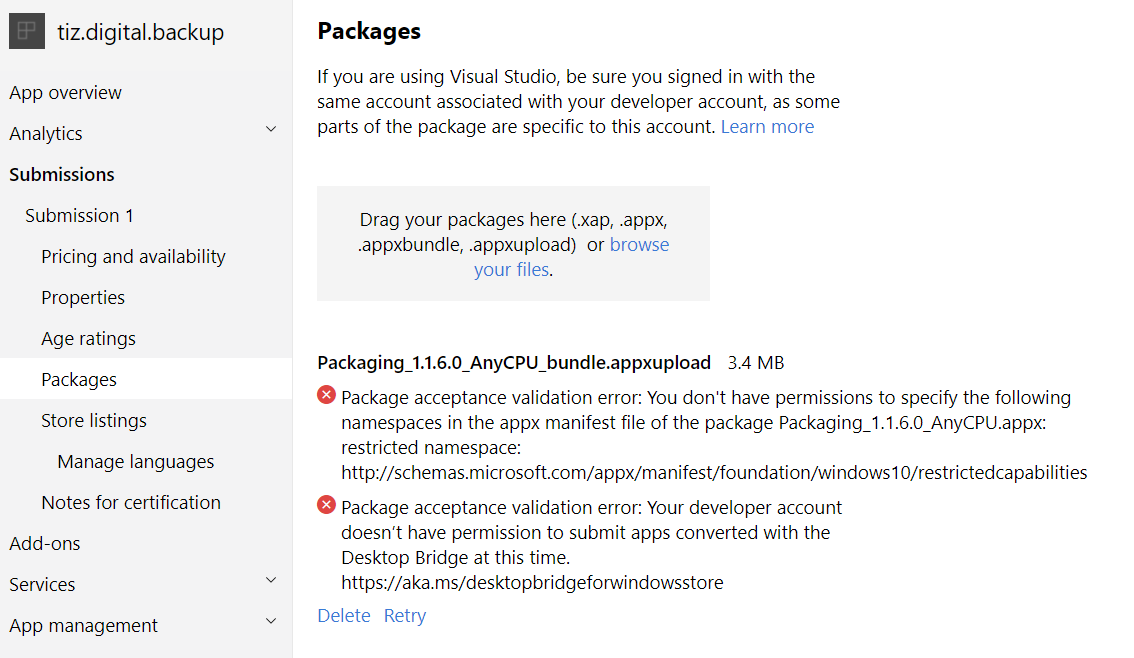 tiz.digital.backup
App overview
Analytics
Submissions
Submission 1
Pricing and availability
Properties
Age ratings
Packages
Store listings
Manage languages
Notes for certification
Add-ons
Services
App management
Packages
If you are using Visual Studio, be sure you signed in with the
same account associated with your developer account, as some
parts of the package are specific to this account. Learn more
Drag your packages here (.xap, .appx,
.appxbundle, .appxupload) or browse
your files.
Packaging_1.1.6.0_AnyCPU_bundle.appxupload 3.4 MB
Package acceptance validation error: You don't have permissions to specify the following
namespaces in the appx manifest file of the package Packaging_1.1.6.0_AnyCPU.appx:
restricted namespace:
http://schemas.microsoft.com/appx/manifest/foundation/windows10/restrictedcapabilities
Package acceptance validation error: Your developer account
doesn’t have permission to submit apps converted with the
Desktop Bridge at this time.
https://aka.ms/desktopbridgeforwindowsstore
Delete Retry